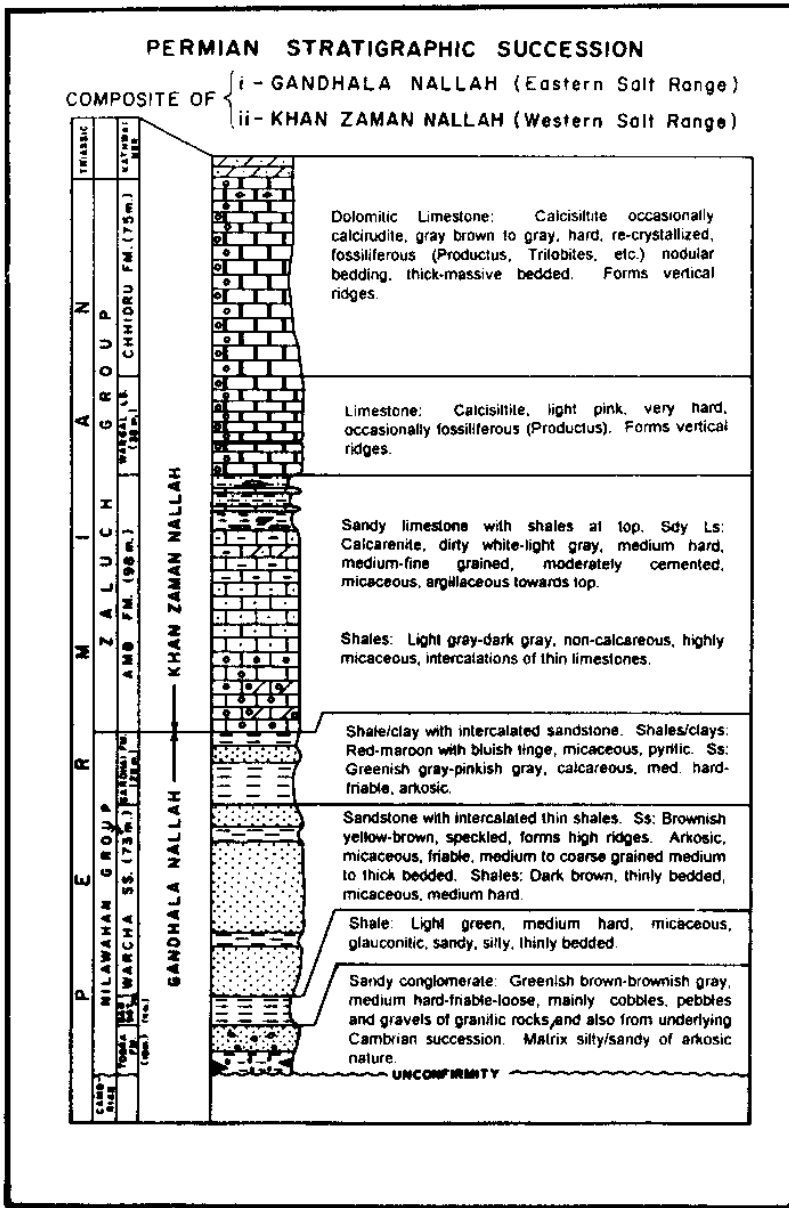 PERMIAN STRATIGRAPHIC SUCCESSION
COMPOSITE OF
i - GANDHALA NALLAH (Eastern Salt Range)
ii - KHAN ZAMAN NALLAH (Western Salt Range)
TRIASSIC
PERMIAN
ZALUCH GROUP
NILAWAHAN GROUP
CHHIDRU FM. (75m.)
AMB FM. (98m.)
WARCHA SS. (73m.)
KHAN ZAMAN NALLAH
GANDHALA NALLAH
Dolomitic Limestone: Calcisiltite occasionally
calcirudite, gray brown to gray, hard, re-crystallized,
fossiliferous (Productus, Trilobites, etc.) nodular
bedding, thick-massive bedded. Forms vertical
ridges.
Limestone: Calcisiltite, light pink, very hard,
occasionally fossiliferous (Productus). Forms vertical
ridges.
Sandy limestone with shales at top. Sdy Ls:
Calcarenite, dirty white-light gray, medium hard,
medium-fine grained, moderately cemented,
micaceous, argillaceous towards top.
Shales: Light gray-dark gray, non-calcareous, highly
micaceous, intercalations of thin limestones.
Shale/clay with intercalated sandstone. Shales/clays:
Red-maroon with bluish tinge, micaceous, pyritic. Ss:
Greenish gray-pinkish gray, calcareous, med. hard-
friable, arkosic.
Sandstone with intercalated thin shales. Ss: Brownish
yellow-brown, speckled, forms high ridges. Arkosic,
micaceous, friable, medium to coarse grained medium
to thick bedded. Shales: Dark brown, thinly bedded,
micaceous, medium hard.
Shale: Light green, medium hard, micaceous,
glauconitic, sandy, silty, thinly bedded.
Sandy conglomerate: Greenish brown-brownish gray,
medium hard-friable-loose, mainly cobbles, pebbles
and gravels of granitic rocks, and also from underlying
Cambrian succession. Matrix silty/sandy of arkosic
nature.
UNCONFIRMITY